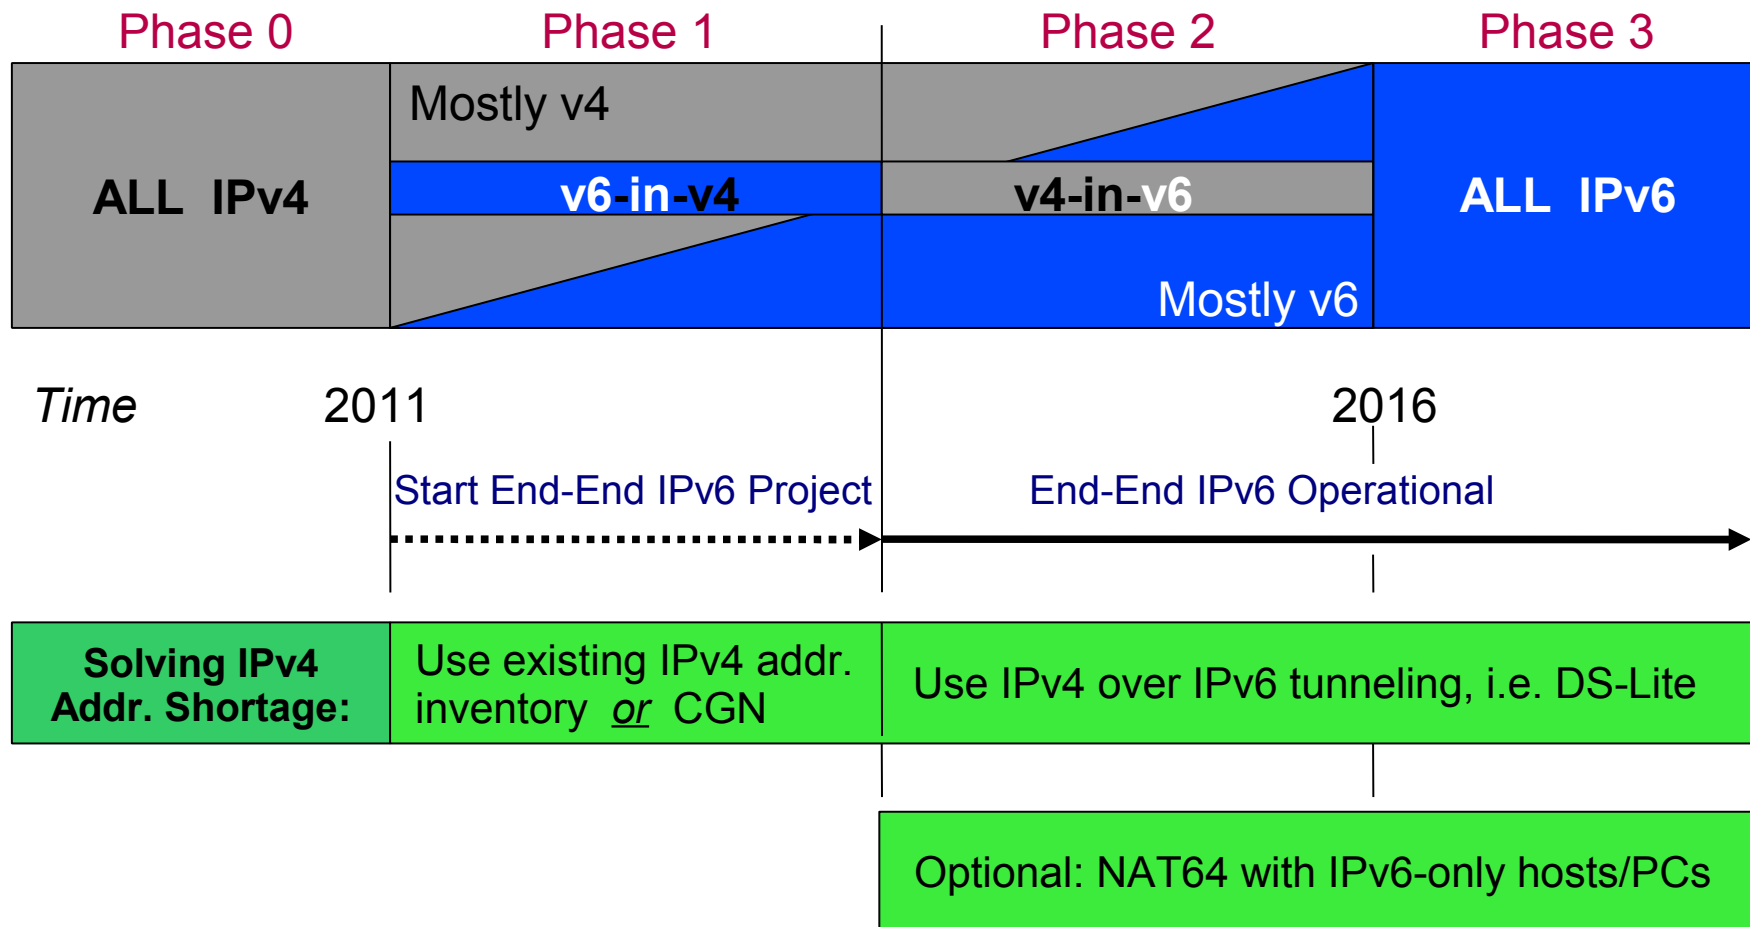 Phase 0
Phase 1
Phase 2
Phase 3
Mostly v4
ALL IPv4
v6-in-v4
v4-in-v6
ALL IPv6
Mostly v6
Time
2011
2016
Start End-End IPv6 Project
End-End IPv6 Operational
Solving IPv4
Addr. Shortage:
Use existing IPv4 addr.
inventory or CGN
Use IPv4 over IPv6 tunneling, i.e. DS-Lite
Optional: NAT64 with IPv6-only hosts/PCs